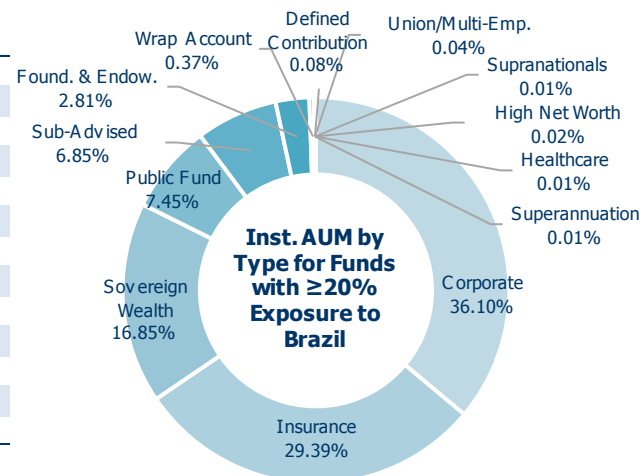 Defined
Contribution
0.08%
Union/Multi-Emp.
0.04%
Wrap Account
0.37%
Supranationals
0.01%
Found. & Endow.
2.81%
High Net Worth
0.02%
Sub-Advised
6.85%
Healthcare
0.01%
Public Fund
7.45%
Superannuation
0.01%
Inst. AUM by
Type for Funds
with ≥20%
Exposure to
Brazil
Sovereign
Wealth
16.85%
Corporate
36.10%
Insurance
29.39%